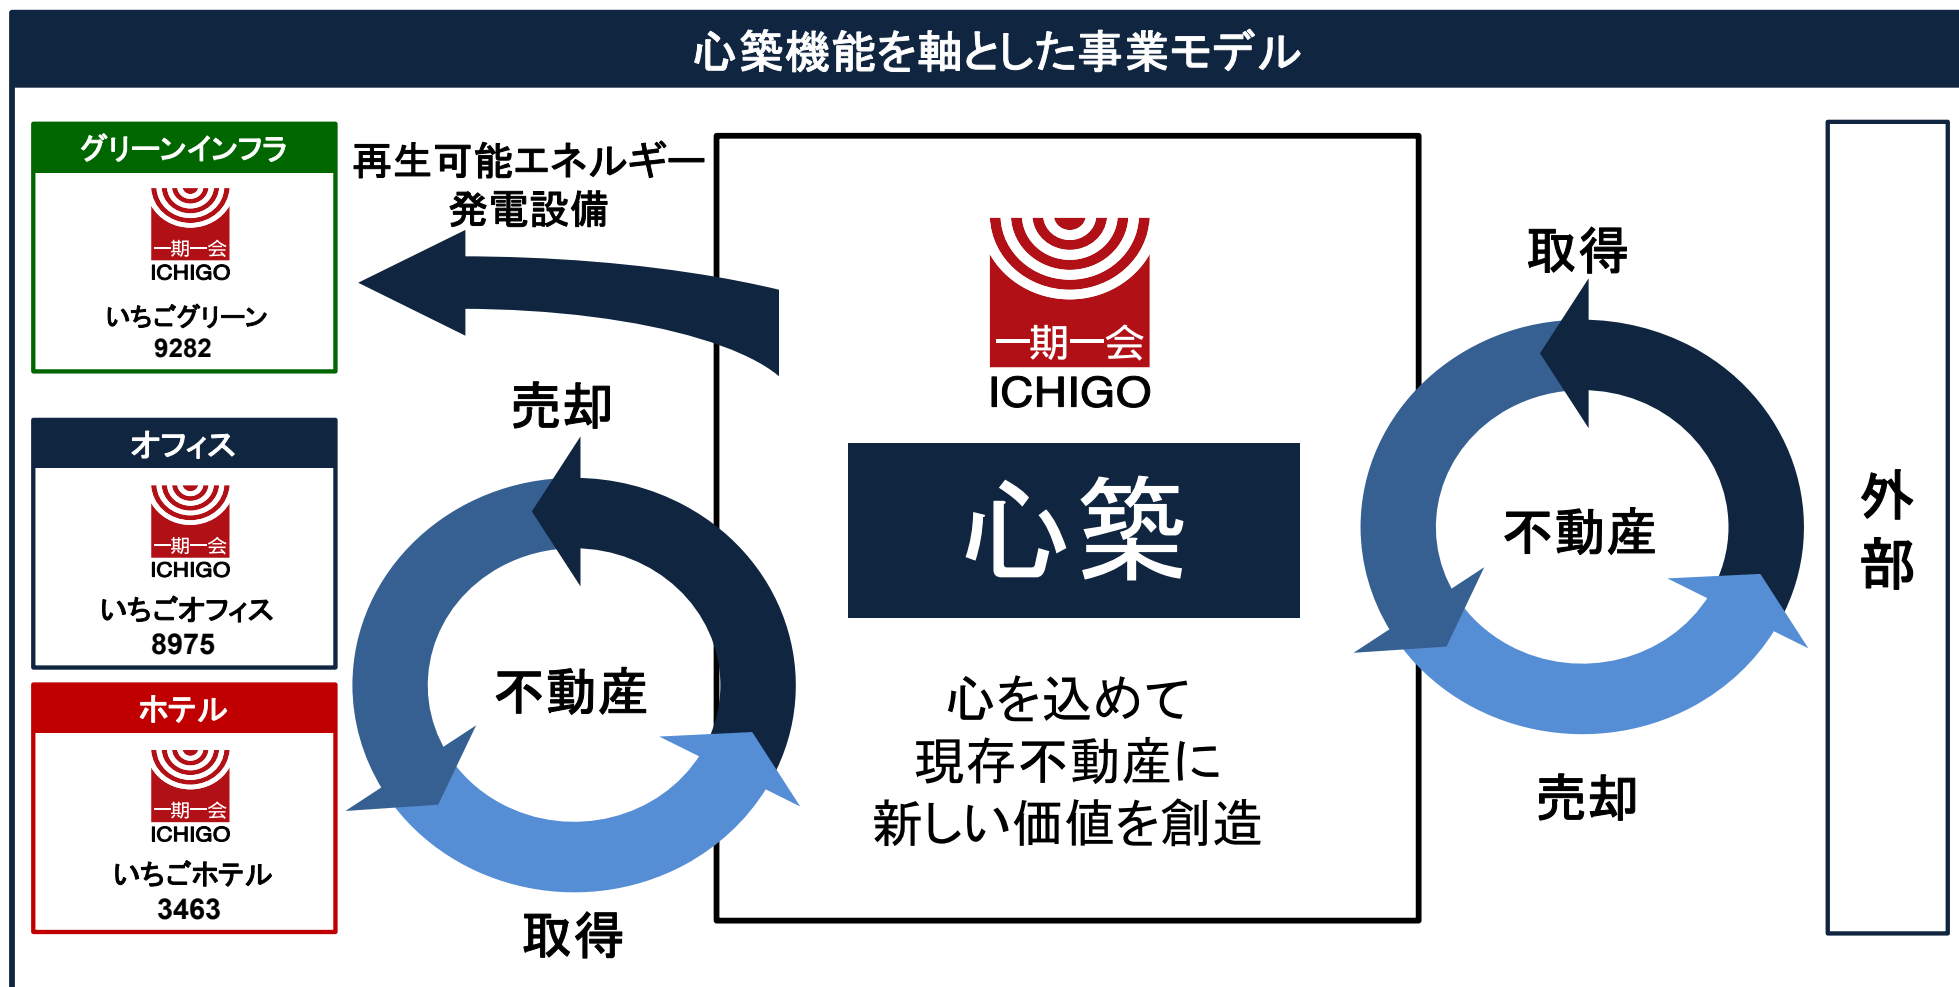 心築機能を軸とした事業モデル
グリーンインフラ
一期一会
ICHIGO
いちごグリーン
9282
再生可能エネルギー
発電設備
オフィス
一期一会
ICHIGO
いちごオフィス
8975
ホテル
一期一会
ICHIGO
いちごホテル
3463
売却
不動産
取得
一期一会
ICHIGO
心築
心を込めて
現存不動産に
新しい価値を創造
取得
不動産
売却
外
部